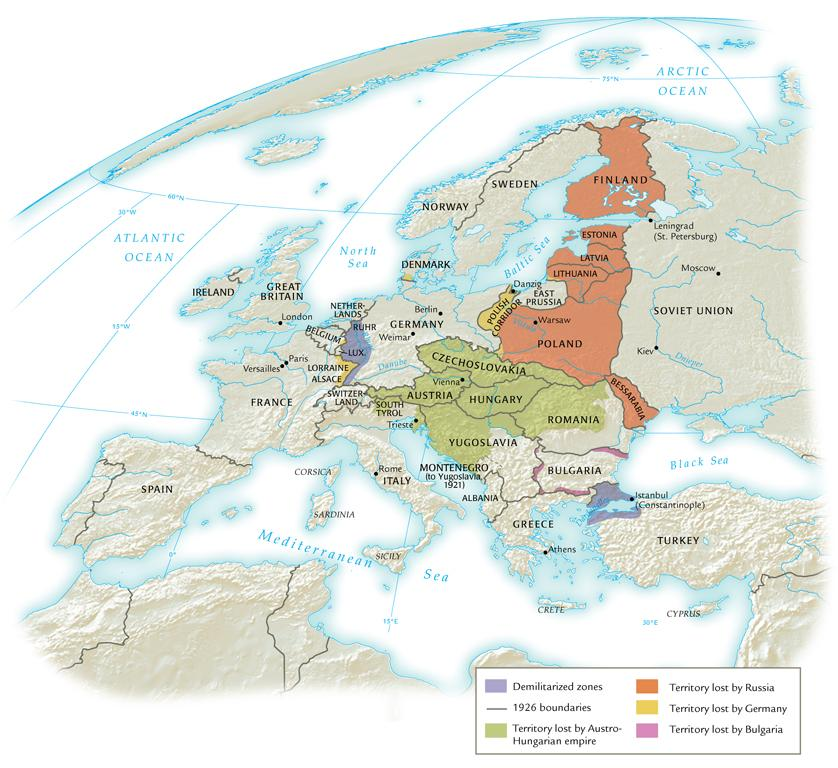 75°N
ARCTIC
OCEAN
60°N
30°W
ATLANTIC
OCEAN
15°W
45°N
0°
15°E
30°E
FINLAND
SWEDEN
NORWAY
Leningrad
(St. Petersburg)
ESTONIA
North
Sea
Baltic Sea
LATVIA
DENMARK
LITHUANIA
Moscow
IRELAND
GREAT
BRITAIN
Danzig
EAST
PRUSSIA
POLISH
CORRIDOR
Vistula
Warsaw
SOVIET UNION
NETHER-
LANDS
London
Berlin
GERMANY
RUHR
BELGIUM
Weimar
POLAND
LUX.
Kiev
Dnieper
Paris
Versailles
LORRAINE
ALSACE
Danube
CZECHOSLOVAKIA
Vienna
BESSARABIA
FRANCE
SWITZER-
LAND
AUSTRIA
HUNGARY
SOUTH
TYROL
Trieste
ROMANIA
YUGOSLAVIA
CORSICA
Rome
ITALY
MONTENEGRO
(to Yugoslavia,
1921)
BULGARIA
Black Sea
SPAIN
ALBANIA
Istanbul
(Constantinople)
SARDINIA
GREECE
TURKEY
Mediterranean
Sea
SICILY
Athens
CRETE
CYPRUS
Demilitarized zones
1926 boundaries
Territory lost by Austro-
Hungarian empire
Territory lost by Russia
Territory lost by Germany
Territory lost by Bulgaria